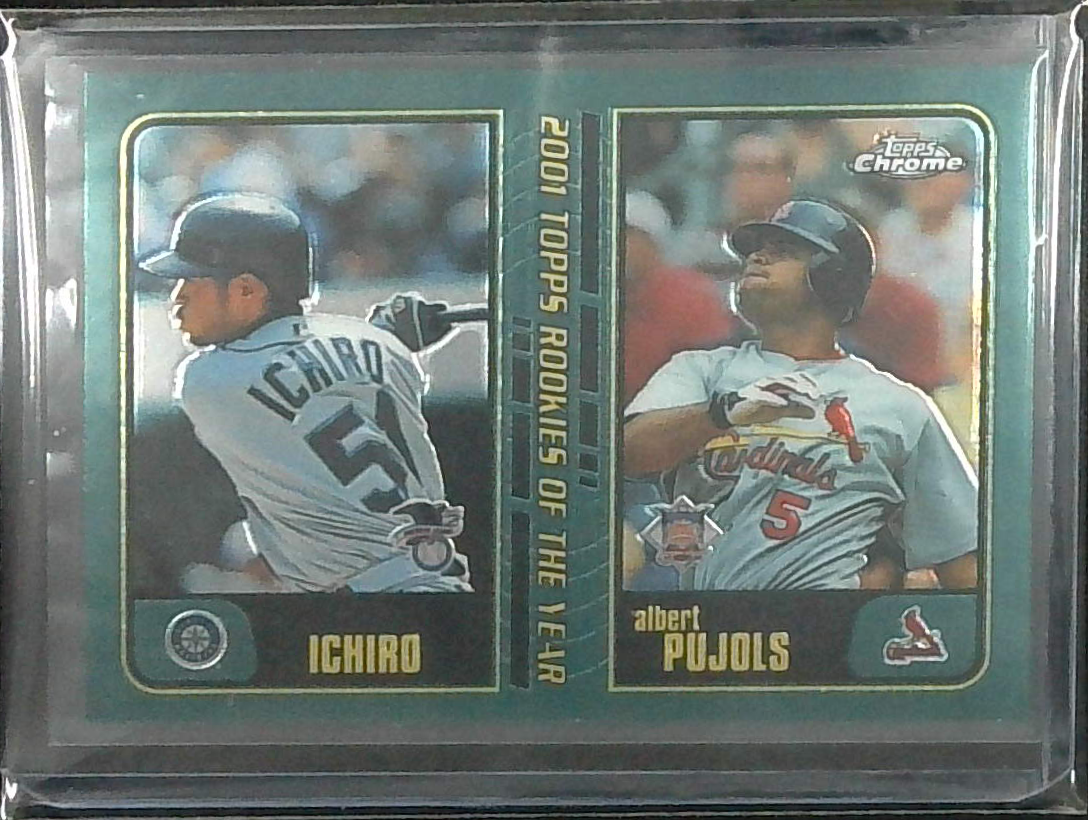 ICHIRO
51
ICHIRO
2001 TOPPS ROOKIES OF THE YEAR
Topps
Chrome
Cardinals
5
albert
PUJOLS